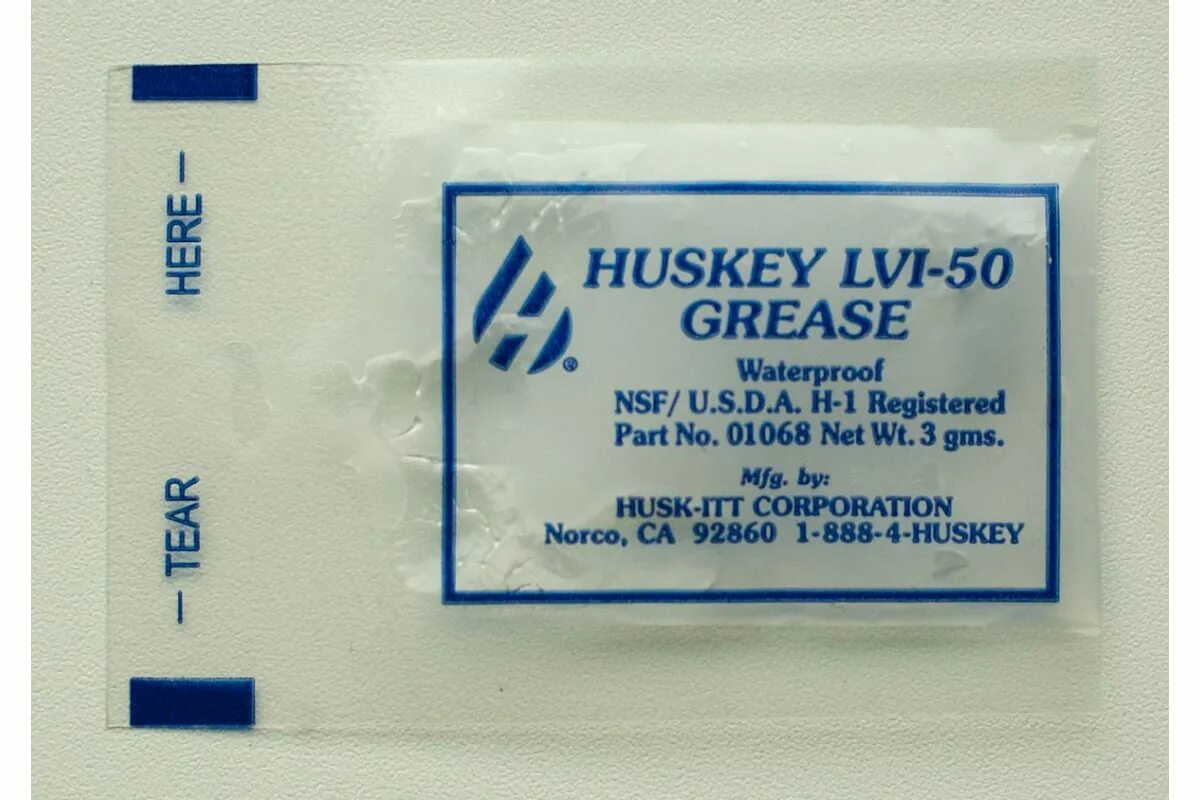 — TEAR HERE —
HUSKEY LVI-50
GREASE
Waterproof
NSF/ U.S.D.A. H-1 Registered
Part No. 01068 Net Wt. 3 gms.
Mfg. by:
HUSK-ITT CORPORATION
Norco, CA 92860 1-888-4-HUSKEY
®